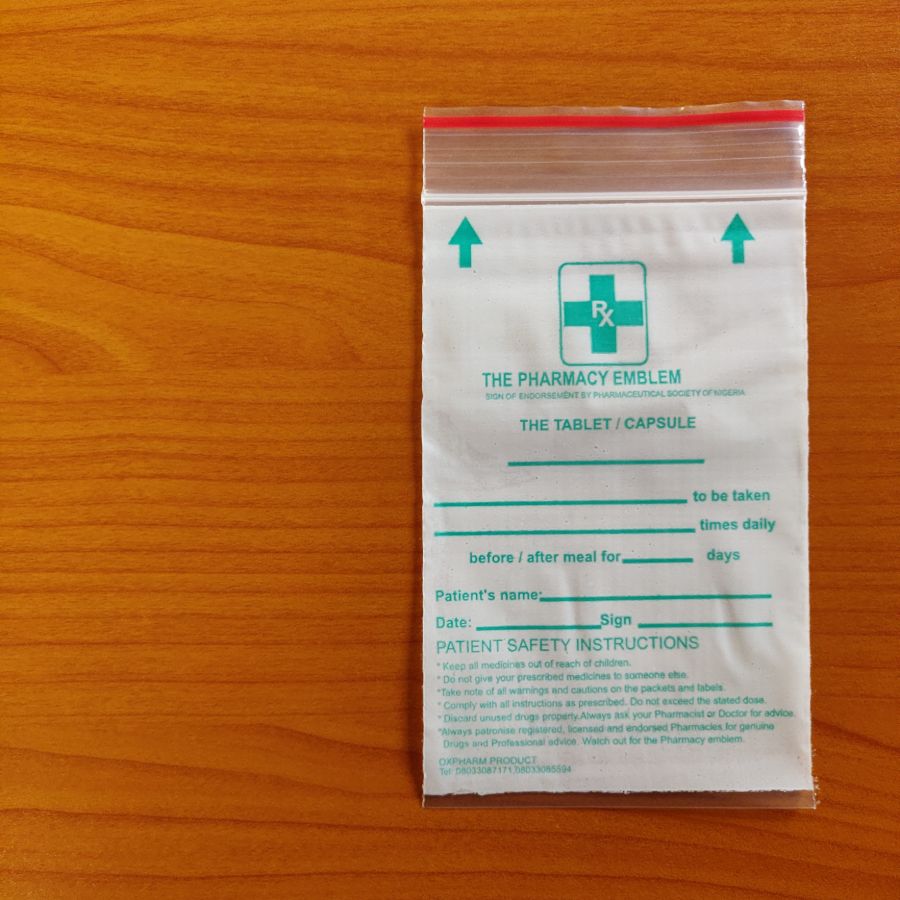 Rx
THE PHARMACY EMBLEM
SIGN OF ENDORSEMENT BY PHARMACEUTICAL SOCIETY OF NIGERIA
THE TABLET / CAPSULE
to be taken
times daily
before / after meal for days
Patient's name:
Date: Sign
PATIENT SAFETY INSTRUCTIONS
* Keep all medicines out of reach of children.
* Do not give your prescribed medicines to someone else.
*Take note of all warnings and cautions on the packets and labels.
* Comply with all instructions as prescribed. Do not exceed the stated dose.
* Discard unused drugs properly.Always ask your Pharmacist or Doctor for advice.
*Always patronise registered, licensed and endorsed Pharmacies for genuine
Drugs and Professional advice. Watch out for the Pharmacy emblem.
OXPHARM PRODUCT
Tel: 08033087171,08033085594